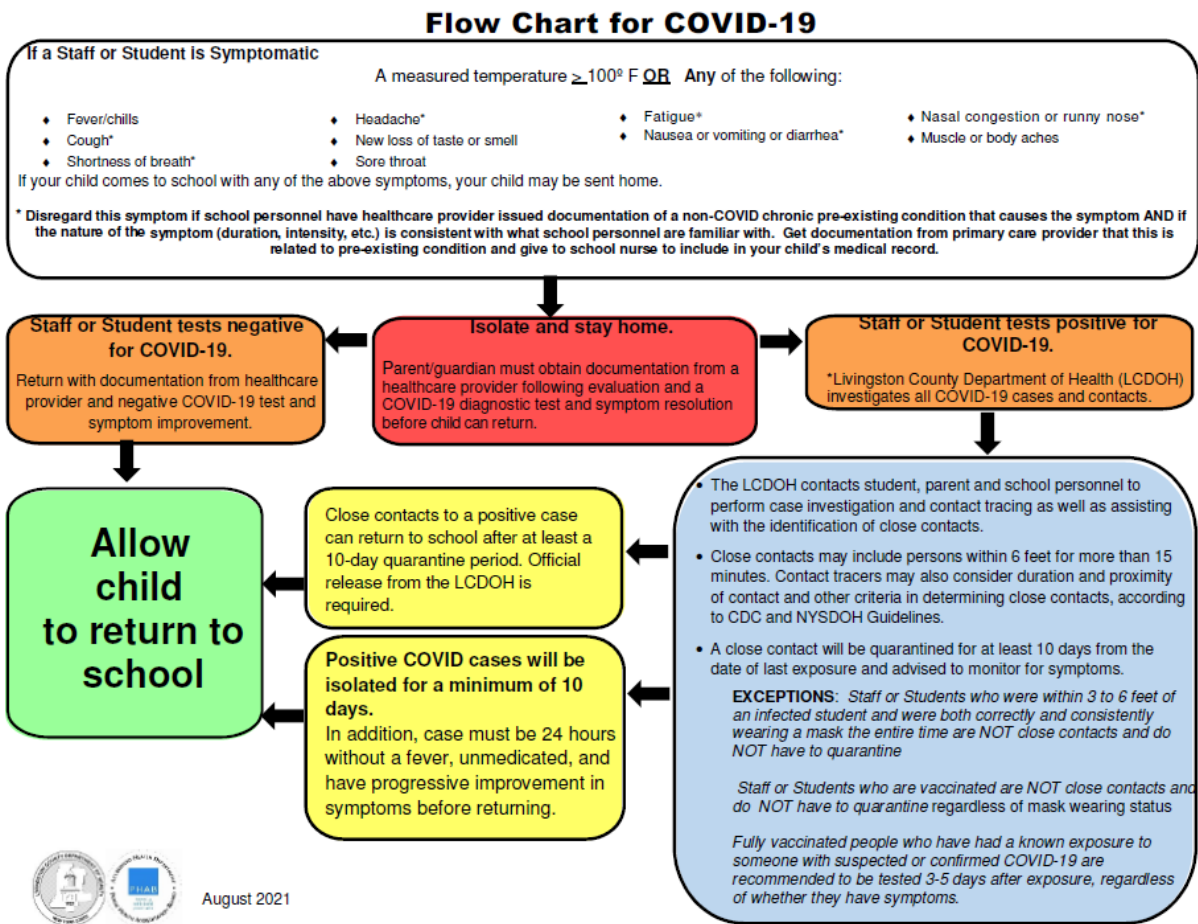 Flow Chart for COVID-19
If a Staff or Student is Symptomatic
A measured temperature > 100º F OR Any of the following:
♦ Fever/chills
♦ Cough*
♦ Shortness of breath*
♦ Headache*
♦ New loss of taste or smell
♦ Sore throat
♦ Fatigue*
♦ Nausea or vomiting or diarrhea*
♦ Nasal congestion or runny nose*
♦ Muscle or body aches
If your child comes to school with any of the above symptoms, your child may be sent home.
* Disregard this symptom if school personnel have healthcare provider issued documentation of a non-COVID chronic pre-existing condition that causes the symptom AND if
the nature of the symptom (duration, intensity, etc.) is consistent with what school personnel are familiar with. Get documentation from primary care provider that this is
related to pre-existing condition and give to school nurse to include in your child's medical record.
Staff or Student tests negative
for COVID-19.
Return with documentation from healthcare
provider and negative COVID-19 test and
symptom improvement.
Isolate and stay home.
Parent/guardian must obtain documentation from a
healthcare provider following evaluation and a
COVID-19 diagnostic test and symptom resolution
before child can return.
Staff or Student tests positive for
COVID-19.
*Livingston County Department of Health (LCDOH)
investigates all COVID-19 cases and contacts.
Allow
child
to return to
school
Close contacts to a positive case
can return to school after at least a
10-day quarantine period. Official
release from the LCDOH is
required.
Positive COVID cases will be
isolated for a minimum of 10
days.
In addition, case must be 24 hours
without a fever, unmedicated, and
have progressive improvement in
symptoms before returning.
• The LCDOH contacts student, parent and school personnel to
perform case investigation and contact tracing as well as assisting
with the identification of close contacts.
• Close contacts may include persons within 6 feet for more than 15
minutes. Contact tracers may also consider duration and proximity
of contact and other criteria in determining close contacts, according
to CDC and NYSDOH Guidelines.
• A close contact will be quarantined for at least 10 days from the
date of last exposure and advised to monitor for symptoms.
EXCEPTIONS: Staff or Students who were within 3 to 6 feet of
an infected student and were both correctly and consistently
wearing a mask the entire time are NOT close contacts and do
NOT have to quarantine
Staff or Students who are vaccinated are NOT close contacts and
do NOT have to quarantine regardless of mask wearing status
Fully vaccinated people who have had a known exposure to
someone with suspected or confirmed COVID-19 are
recommended to be tested 3-5 days after exposure, regardless
of whether they have symptoms.
PHAB
August 2021